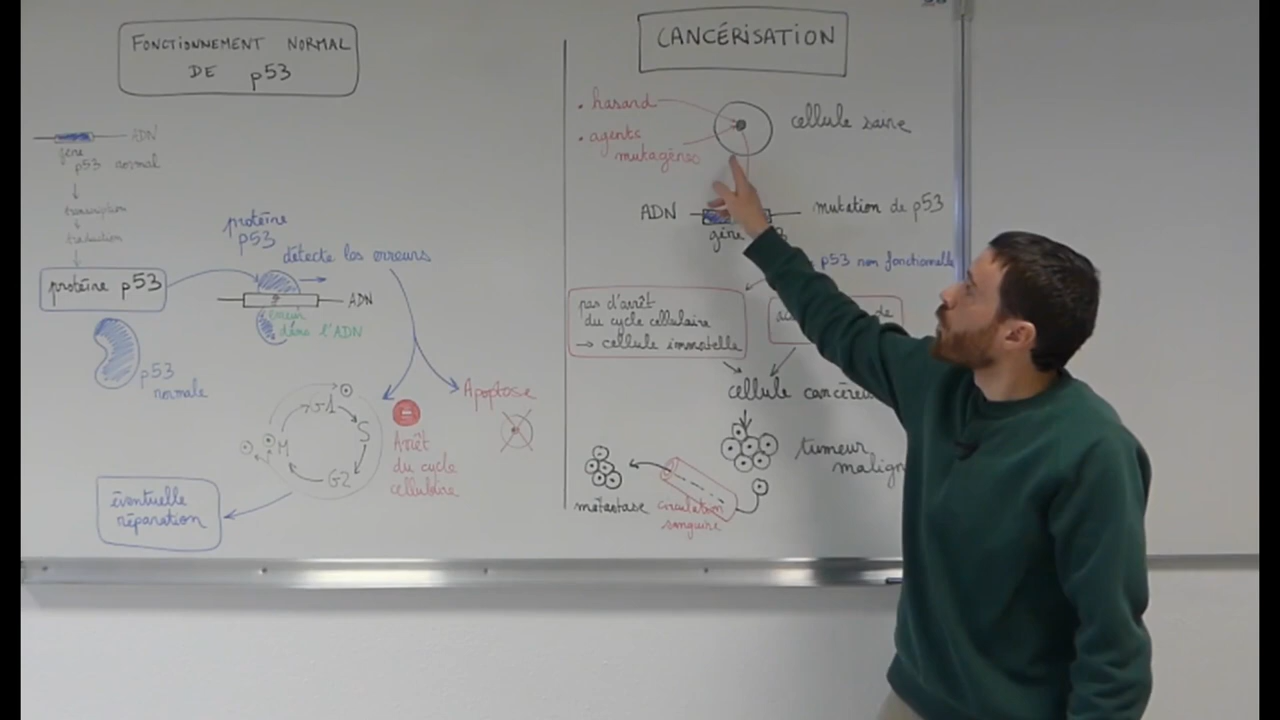 FONCTIONNEMENT NORMAL
DE p53
ADN
gène
p53 normal
transcription
traduction
protéine p53
p53
normale
protéine
p53
détecte les erreurs
ADN
erreur
dans l'ADN
Apoptose
G1
S
G2
M
Arrêt
du cycle
cellulaire
éventuelle
réparation
CANCÉRISATION
• hasard
• agents
mutagènes
cellule saine
ADN
mutation de p53
gène
p53 non fonctionnelle
pas d'arrêt
du cycle cellulaire
→ cellule immortelle
de
cellule
tumeur
métastase
circulation
sanguine